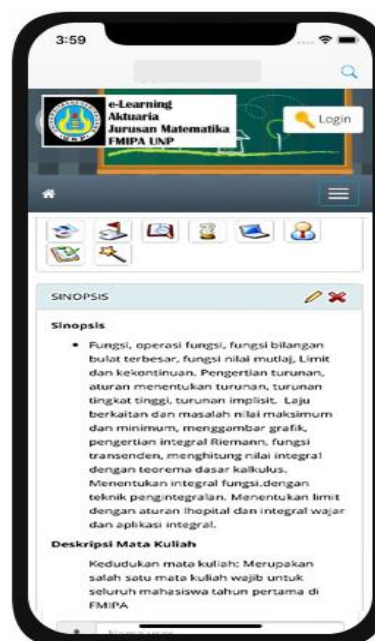 3:59
e-Learning
Aktuaria
Jurusan Matematika
FMIPA UNP
Login
SINOPSIS
Sinopsis
• Fungsi, operasi fungsi, fungsi bilangan
bulat terbesar, fungsi nilai mutlaj, Limit
dan kekontinuan. Pengertian turunan,
aturan menentukan turunan, turunan
tingkat tinggi, turunan implisit. Laju
berkaitan dan masalah nilai maksimum
dan minimum, menggambar grafik,
pengertian integral Riemann, fungsi
transenden, menghitung nilai integral
dengan teorema dasar kalkulus.
Menentukan integral fungsi.dengan
teknik pengintegralan. Menentukan limit
dengan aturan lhopital dan integral wajar
dan aplikasi integral.
Deskripsi Mata Kuliah
Kedudukan mata kuliah: Merupakan
salah satu mata kuliah wajib untuk
seluruh mahasiswa tahun pertama di
FMIPA